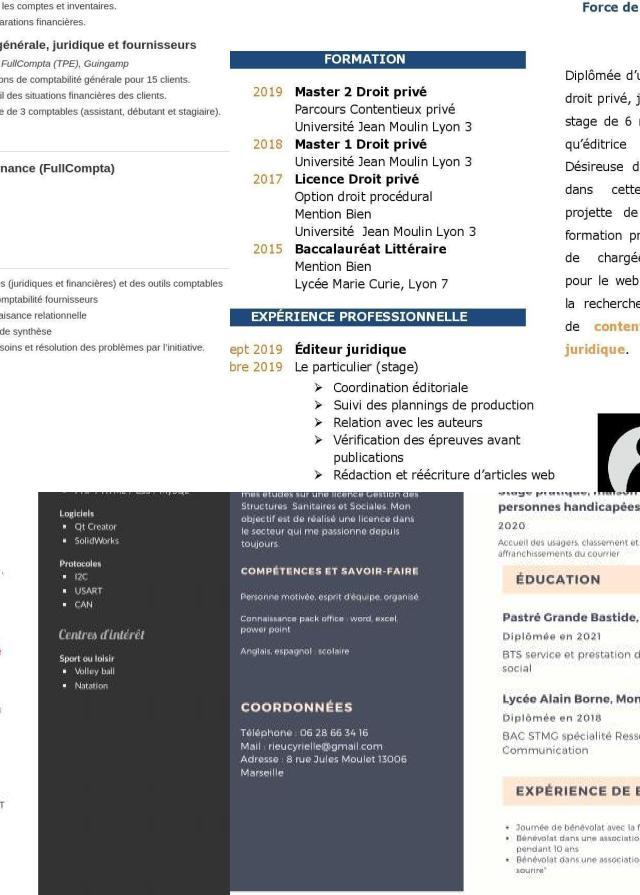 les comptes et inventaires.
arations financières.
générale, juridique et fournisseurs
FullCompta (TPE), Guingamp
ons de comptabilité générale pour 15 clients.
il des situations financières des clients.
e de 3 comptables (assistant, débutant et stagiaire).
nance (FullCompta)
s (juridiques et financières) et des outils comptables
omptabilité fournisseurs
aisance relationnelle
de synthèse
soins et résolution des problèmes par l'initiative.
FORMATION
2019 Master 2 Droit privé
Parcours Contentieux privé
Université Jean Moulin Lyon 3
2018 Master 1 Droit privé
Université Jean Moulin Lyon 3
2017 Licence Droit privé
Option droit procédural
Mention Bien
Université Jean Moulin Lyon 3
2015 Baccalauréat Littéraire
Mention Bien
Lycée Marie Curie, Lyon 7
EXPÉRIENCE PROFESSIONNELLE
ept 2019 Éditeur juridique
bre 2019 Le particulier (stage)
➢ Coordination éditoriale
➢ Suivi des plannings de production
➢ Relation avec les auteurs
➢ Vérification des épreuves avant
publications
➢ Rédaction et réécriture d'articles web
Force de
Diplômée d'u
droit privé, j
stage de 6
qu'éditrice
Désireuse d
dans cette
projette de
formation pr
de chargé
pour le web
la recherche
de conten
juridique.
Logiciels
▪ Qt Creator
▪ SolidWorks
Protocoles
▪ I2C
▪ USART
▪ CAN
Centres d'intérêt
Sport ou loisir
▪ Volley ball
▪ Natation
mes études sur une licence Gestion des
Structures Sanitaires et Sociales. Mon
objectif est de réalisé une licence dans
le secteur qui me passionne depuis
toujours.
COMPÉTENCES ET SAVOIR-FAIRE
Personne motivée, esprit d'équipe, organisé
Connaissance pack office : word, excel,
power point
Anglais, espagnol : scolaire
COORDONNÉES
Téléphone : 06 28 66 34 16
Mail : rieucyrielle@gmail.com
Adresse : 8 rue Jules Moulet 13006
Marseille
Stage pratique, maison
personnes handicapées
2020
Accueil des usagers, classement et
affranchissements du courrier
ÉDUCATION
Pastré Grande Bastide,
Diplômée en 2021
BTS service et prestation d
social
Lycée Alain Borne, Mon
Diplômée en 2018
BAC STMG spécialité Resso
Communication
EXPÉRIENCE DE B
• Journée de bénévolat avec la f
• Bénévolat dans une associatio
pendant 10 ans
• Bénévolat dans une associatio
sourire"